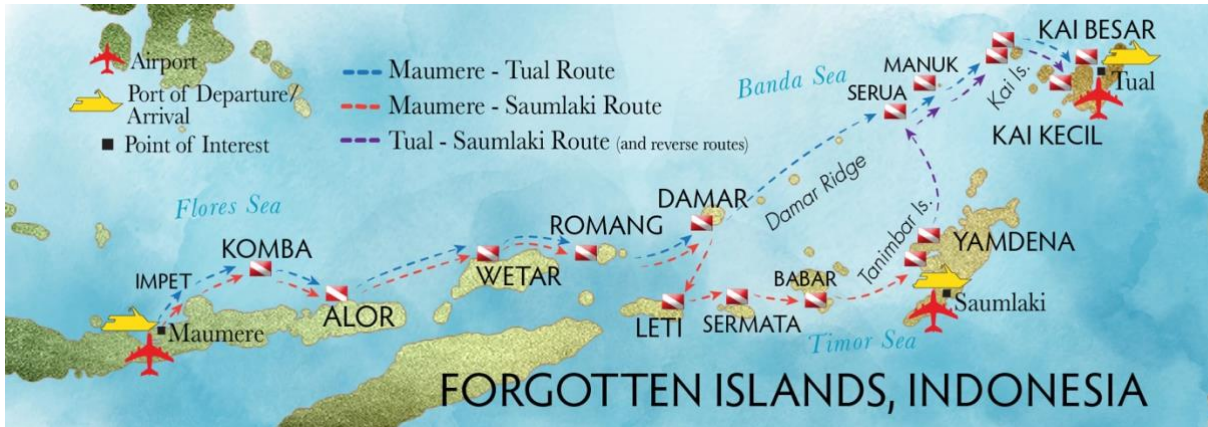 Airport
Port of Departure/
Arrival
Point of Interest
Maumere - Tual Route
Maumere - Saumlaki Route
Tual - Saumlaki Route (and reverse routes)
Banda Sea
MANUK
SERUA
Kai Is.
KAI BESAR
Tual
KAI KECIL
Flores Sea
KOMBA
IMPET
Maumere
ALOR
WETAR
ROMANG
DAMAR
Damar Ridge
Tanimbar Is.
YAMDENA
Saumlaki
LETI
SERMATA
BABAR
Timor Sea
FORGOTTEN ISLANDS, INDONESIA